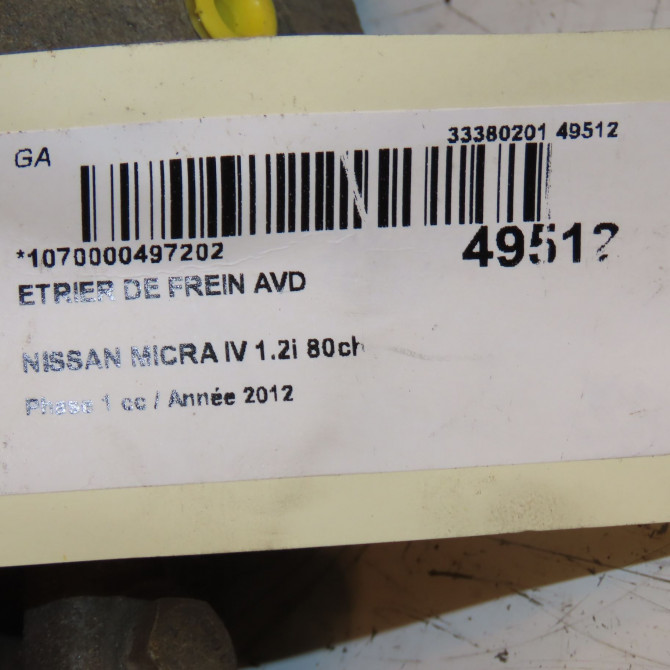 GA
33380201 49512
*1070000497202
49512
ETRIER DE FREIN AVD
NISSAN MICRA IV 1.2i 80ch
Phase 1 cc / Année 2012